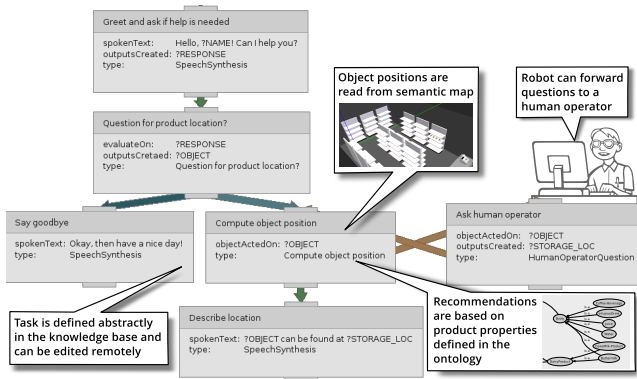 Greet and ask if help is needed
spokenText: Hello, ?NAME! Can I help you?
outputsCreated: ?RESPONSE
type: SpeechSynthesis
Object positions are
read from semantic map
Robot can forward
questions to a
human operator
Question for product location?
evaluateOn: ?RESPONSE
outputsCretaed: ?OBJECT
type: Question for product location?
Say goodbye
spokenText: Okay, then have a nice day!
type: SpeechSynthesis
Compute object position
objectActedOn: ?OBJECT
type: Compute object position
Ask human operator
objectActedOn: ?OBJECT
outputsCreated: ?STORAGE_LOC
type: HumanOperatorQuestion
Task is defined abstractly
in the knowledge base and
can be edited remotely
Describe location
spokenText: ?OBJECT can be found at ?STORAGE_LOC
type: SpeechSynthesis
Recommendations
are based on
product properties
defined in the
ontology